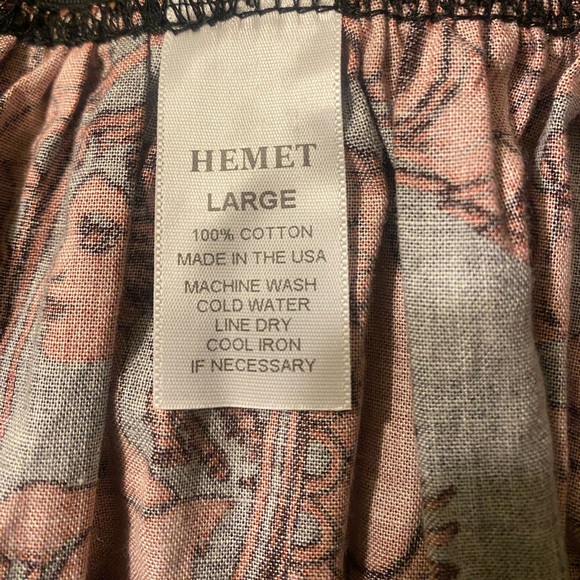 HEMET
LARGE
100% COTTON
MADE IN THE USA
MACHINE WASH
COLD WATER
LINE DRY
COOL IRON
IF NECESSARY